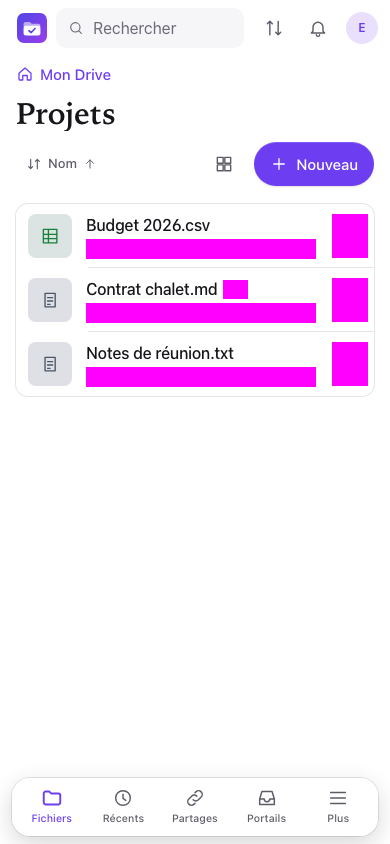 Rechercher
E
Mon Drive
Projets
Nom
Nouveau
Budget 2026.csv
Contrat chalet.md
Notes de réunion.txt
Fichiers
Récents
Partages
Portails
Plus